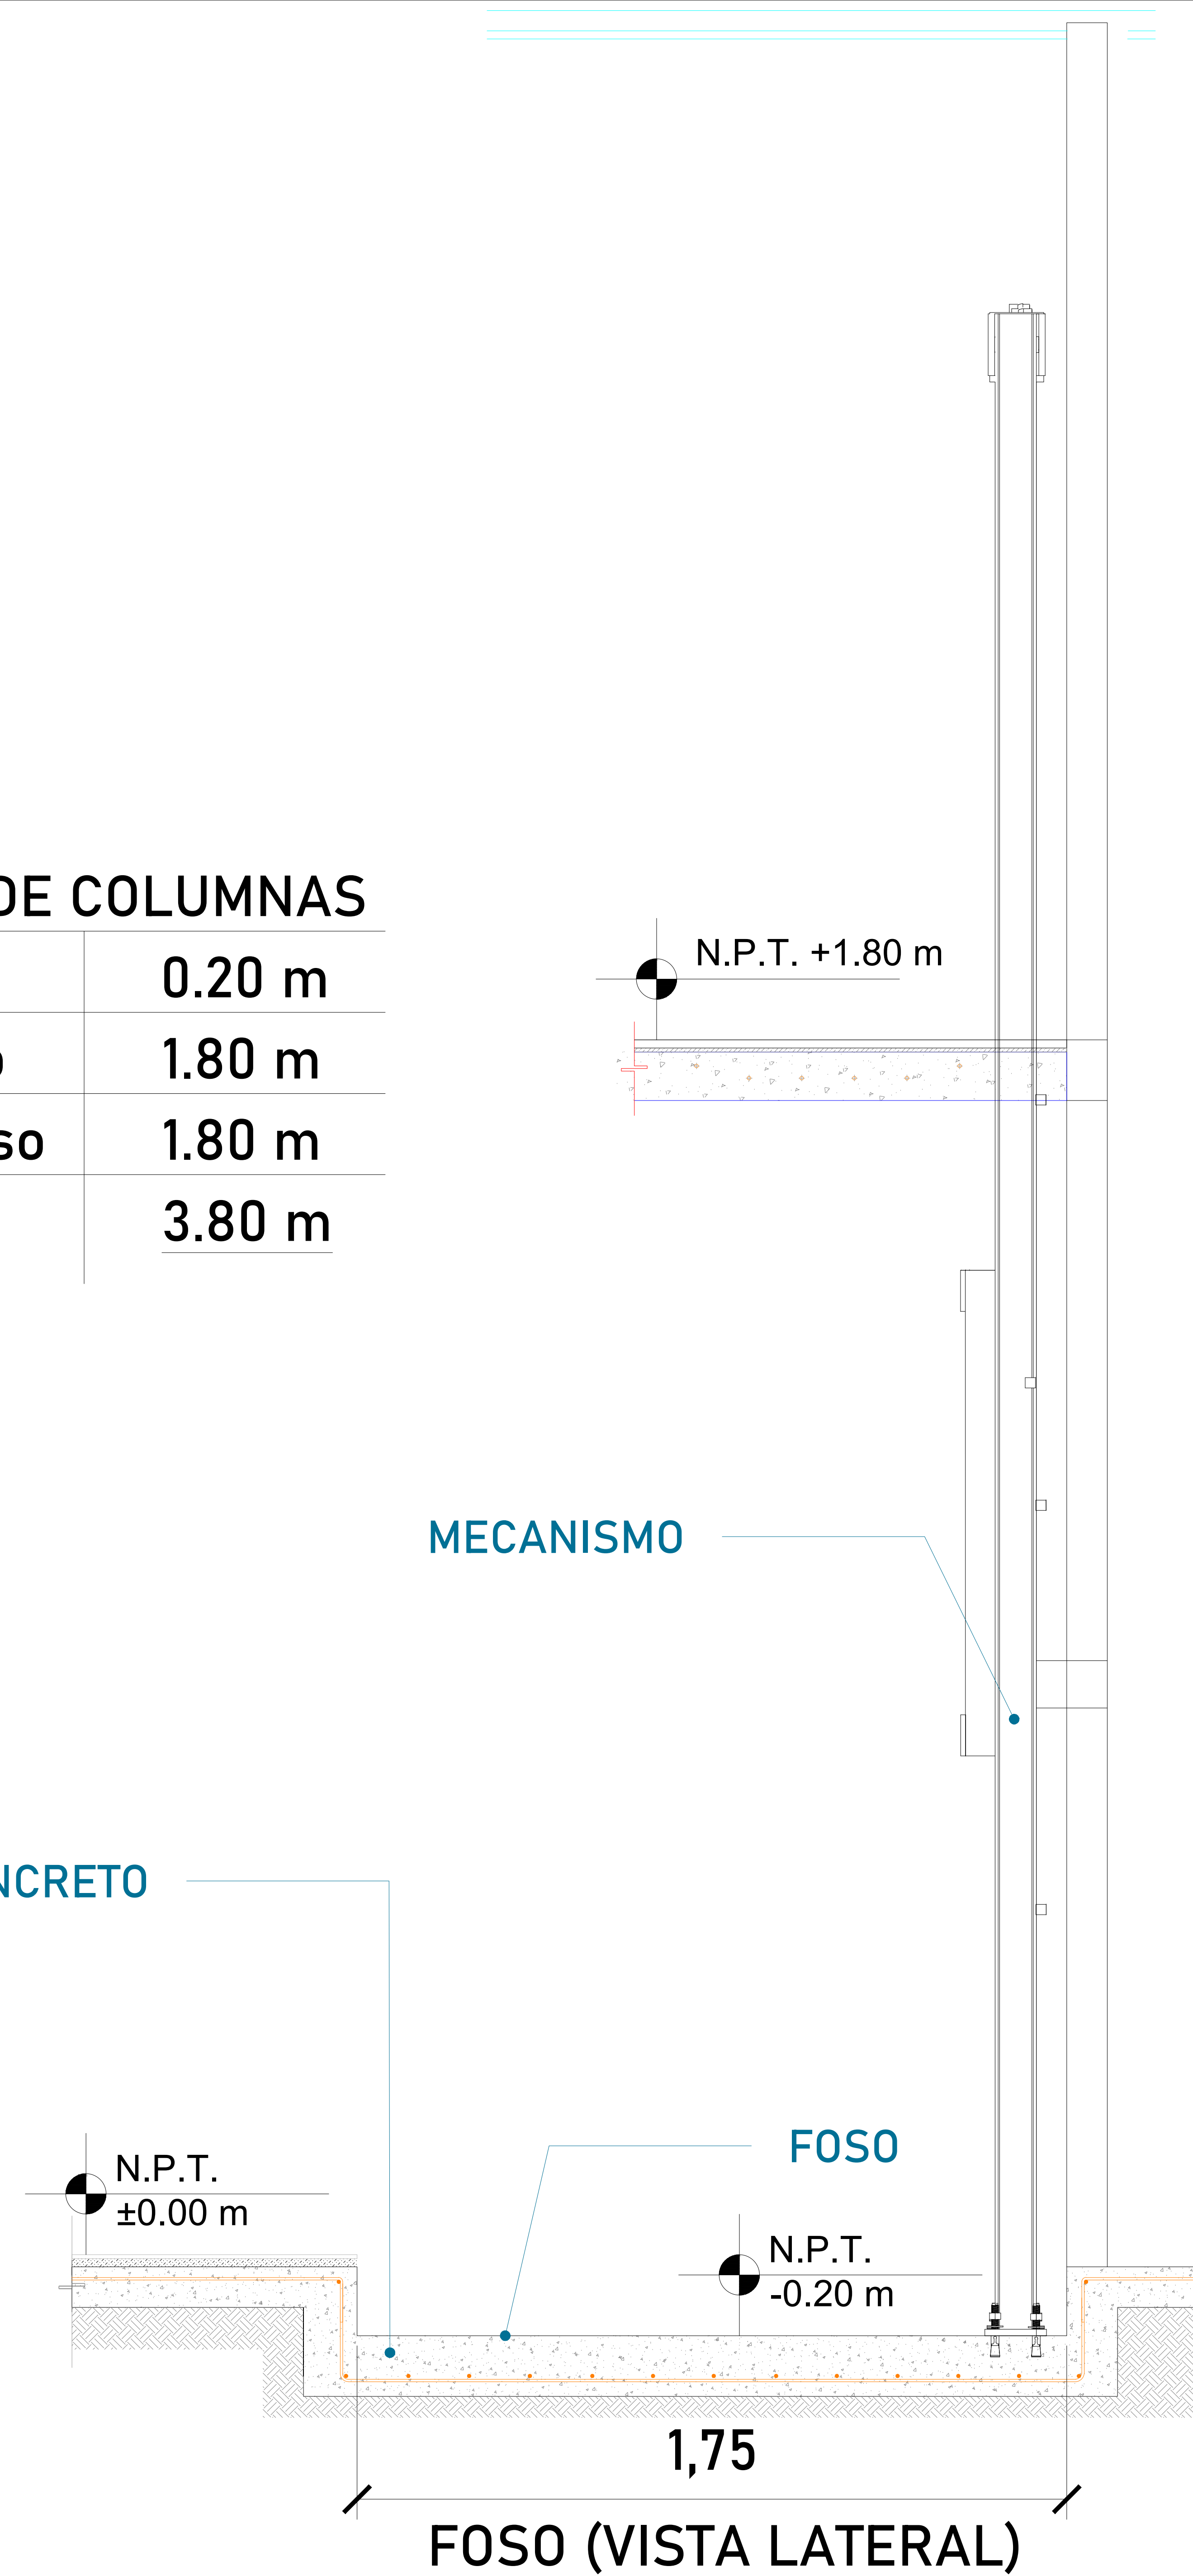 DE COLUMNAS
0.20 m
N.P.T. +1.80 m
1.80 m
so 1.80 m
3.80 m
MECANISMO
NCRETO
FOSO
N.P.T.
±0.00 m
N.P.T.
-0.20 m
1,75
FOSO (VISTA LATERAL)